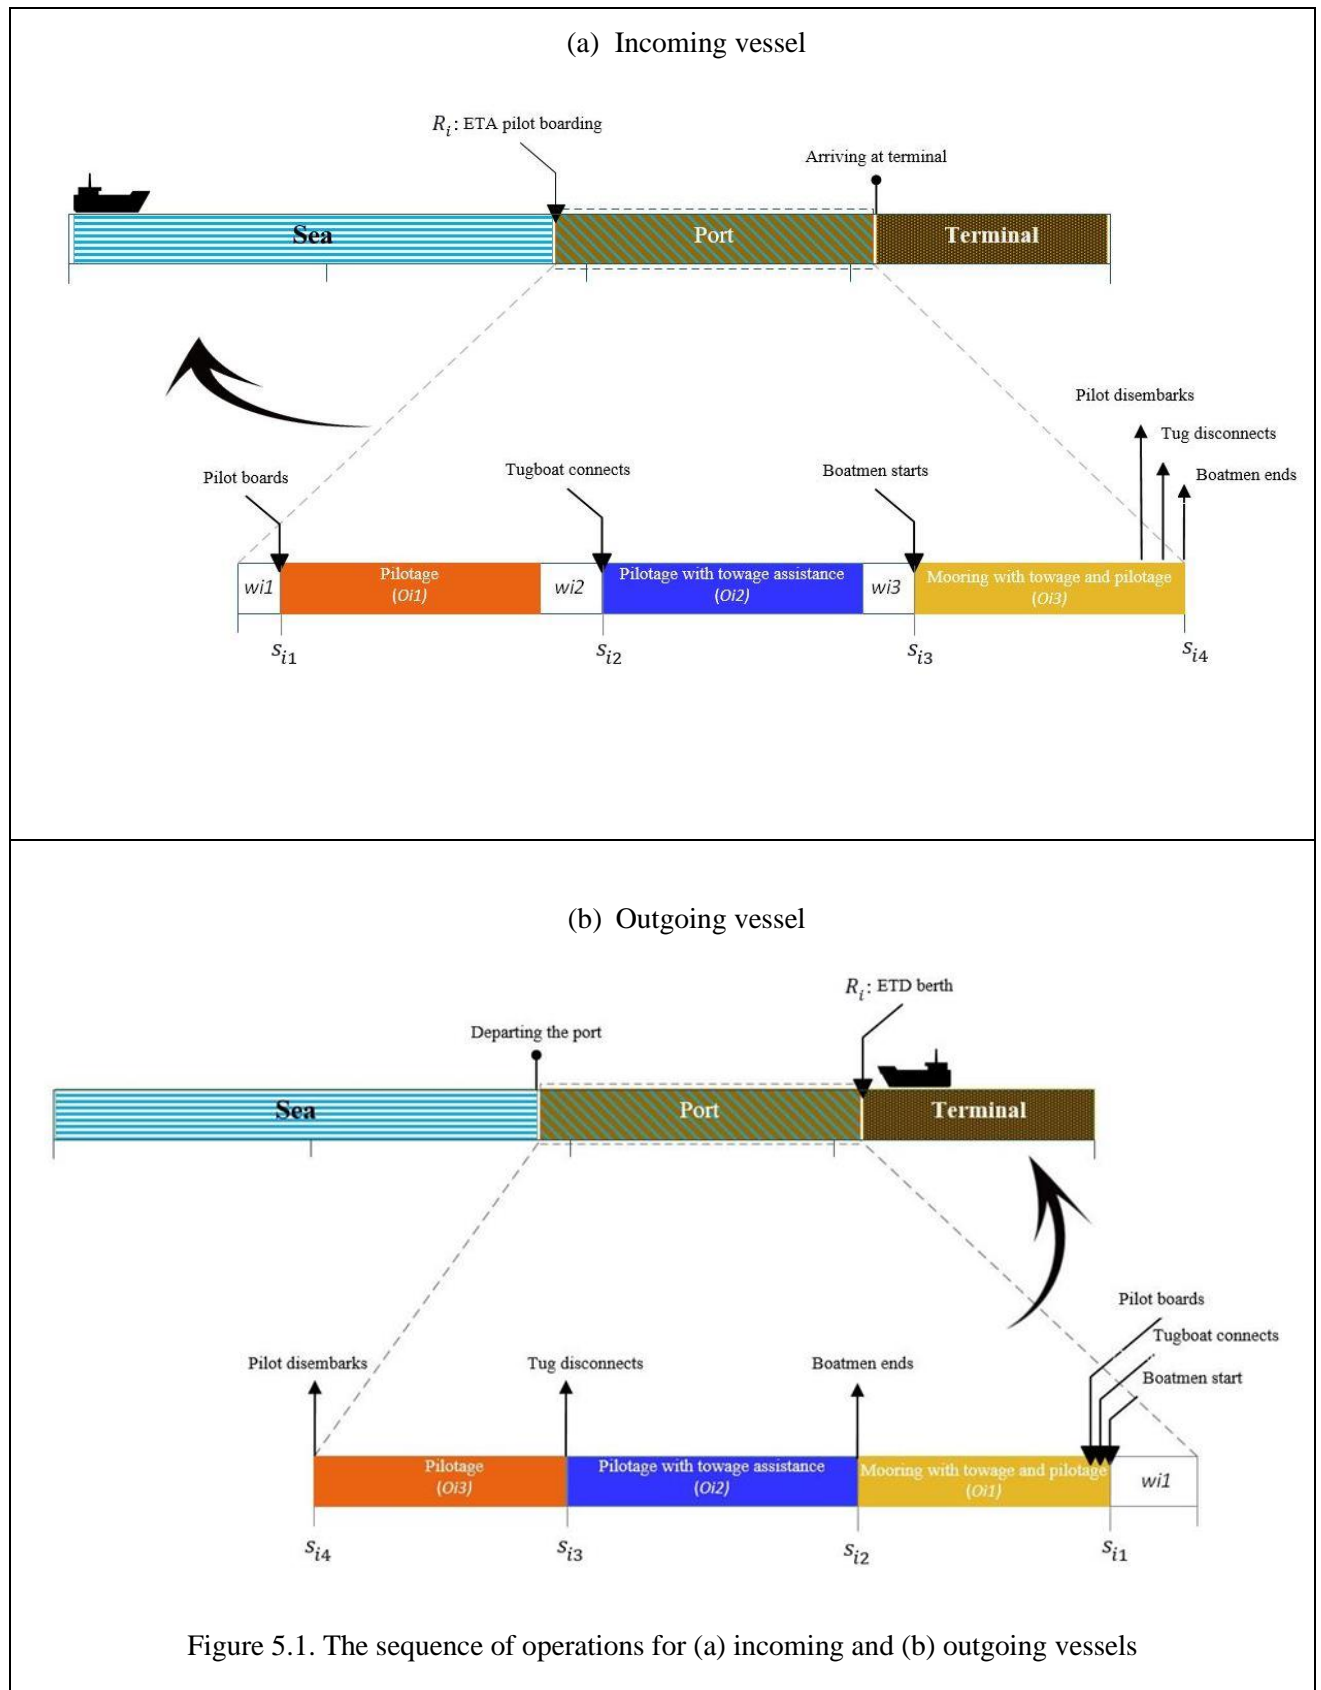 (a) Incoming vessel
R_i: ETA pilot boarding
Arriving at terminal
Sea
Port
Terminal
Pilot disembarks
Tug disconnects
Boatmen ends
Pilot boards
Tugboat connects
Boatmen starts
wi1
Pilotage
(Oi1)
wi2
Pilotage with towage assistance
(Oi2)
wi3
Mooring with towage and pilotage
(Oi3)
s_i1
s_i2
s_i3
s_i4
(b) Outgoing vessel
R_i: ETD berth
Departing the port
Sea
Port
Terminal
Pilot boards
Tugboat connects
Boatmen start
Pilot disembarks
Tug disconnects
Boatmen ends
Pilotage
(Oi3)
Pilotage with towage assistance
(Oi2)
Mooring with towage and pilotage
(Oi1)
wi1
s_i4
s_i3
s_i2
s_i1
Figure 5.1. The sequence of operations for (a) incoming and (b) outgoing vessels